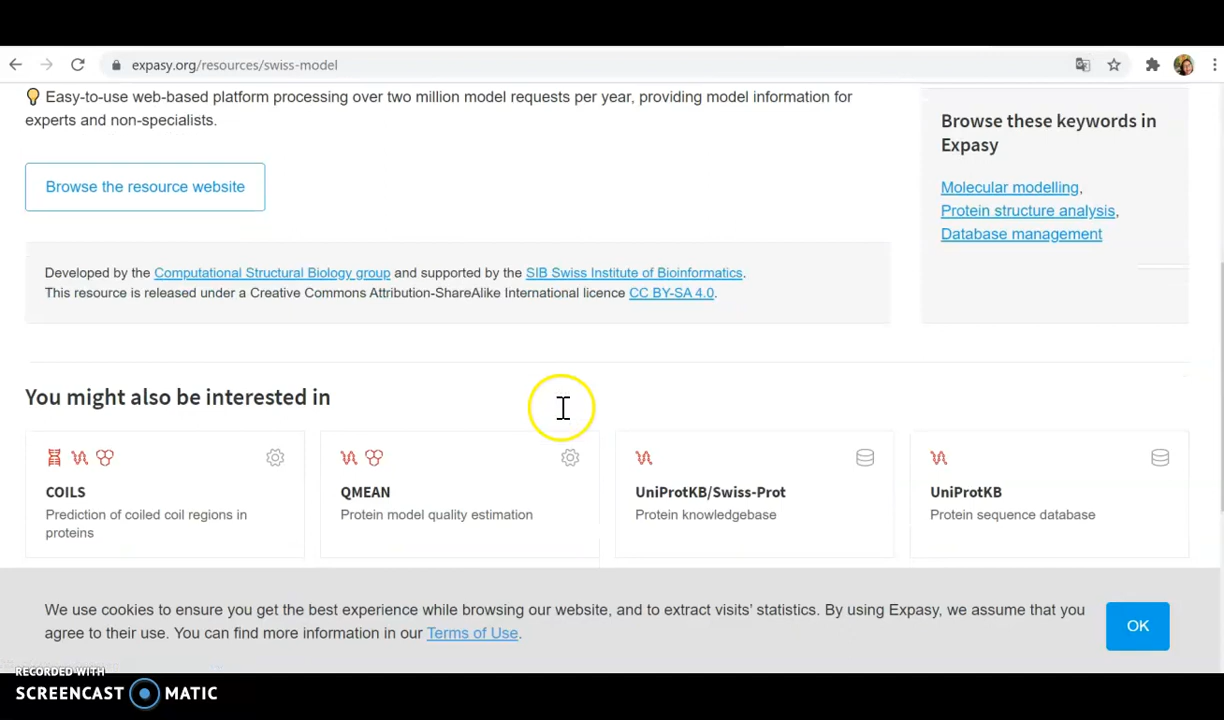 expasy.org/resources/swiss-model
💡 Easy-to-use web-based platform processing over two million model requests per year, providing model information for
experts and non-specialists.
Browse the resource website
Developed by the Computational Structural Biology group and supported by the SIB Swiss Institute of Bioinformatics.
This resource is released under a Creative Commons Attribution-ShareAlike International licence CC BY-SA 4.0.
Browse these keywords in
Expasy
Molecular modelling,
Protein structure analysis,
Database management
You might also be interested in
COILS
Prediction of coiled coil regions in
proteins
QMEAN
Protein model quality estimation
UniProtKB/Swiss-Prot
Protein knowledgebase
UniProtKB
Protein sequence database
We use cookies to ensure you get the best experience while browsing our website, and to extract visits' statistics. By using Expasy, we assume that you
agree to their use. You can find more information in our Terms of Use.
OK
RECORDED WITH
SCREENCAST MATIC